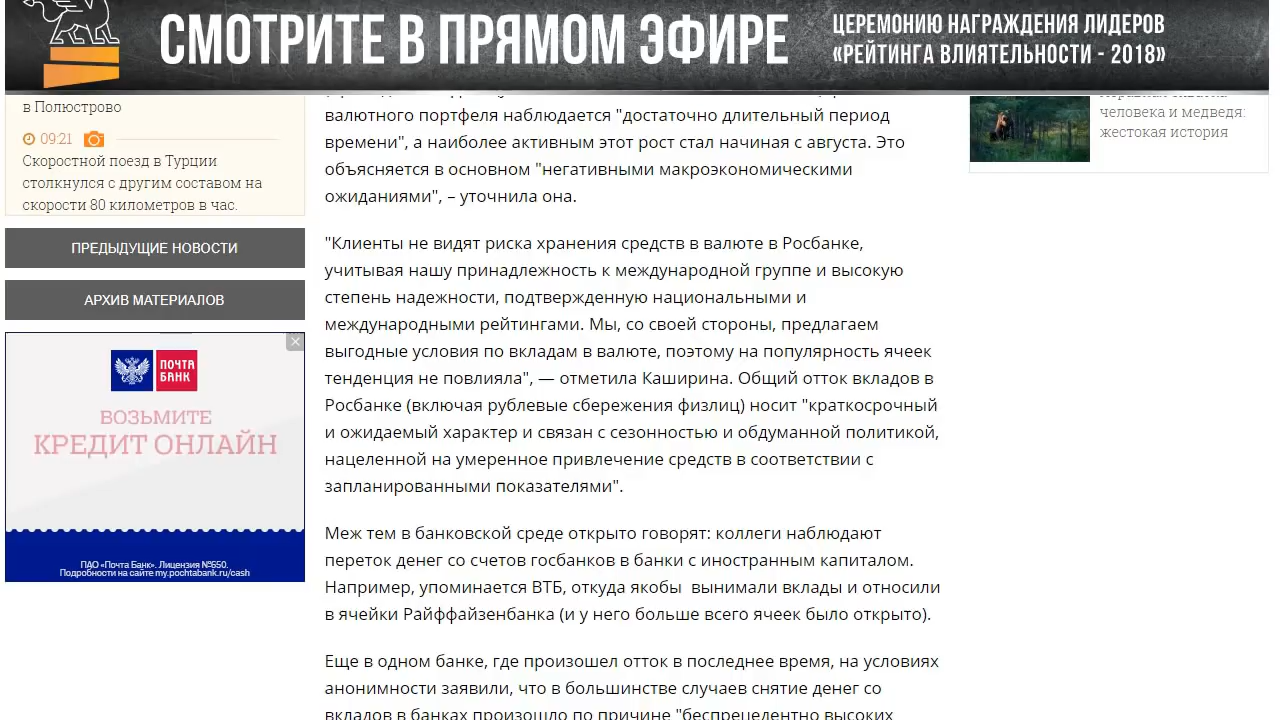 СМОТРИТЕ В ПРЯМОМ ЭФИРЕ
ЦЕРЕМОНИЮ НАГРАЖДЕНИЯ ЛИДЕРОВ
«РЕЙТИНГА ВЛИЯТЕЛЬНОСТИ - 2018»
в Полюстрово
09:21
Скоростной поезд в Турции
столкнулся с другим составом на
скорости 80 километров в час.
ПРЕДЫДУЩИЕ НОВОСТИ
АРХИВ МАТЕРИАЛОВ
ПОЧТА
БАНК
ВОЗЬМИТЕ
КРЕДИТ ОНЛАЙН
ПАО «Почта Банк». Лицензия №650.
Подробности на сайте my.pochtabank.ru/cash
валютного портфеля наблюдается "достаточно длительный период
времени", а наиболее активным этот рост стал начиная с августа. Это
объясняется в основном "негативными макроэкономическими
ожиданиями", – уточнила она.
"Клиенты не видят риска хранения средств в валюте в Росбанке,
учитывая нашу принадлежность к международной группе и высокую
степень надежности, подтвержденную национальными и
международными рейтингами. Мы, со своей стороны, предлагаем
выгодные условия по вкладам в валюте, поэтому на популярность ячеек
тенденция не повлияла", — отметила Каширина. Общий отток вкладов в
Росбанке (включая рублевые сбережения физлиц) носит "краткосрочный
и ожидаемый характер и связан с сезонностью и обдуманной политикой,
нацеленной на умеренное привлечение средств в соответствии с
запланированными показателями".
Меж тем в банковской среде открыто говорят: коллеги наблюдают
переток денег со счетов госбанков в банки с иностранным капиталом.
Например, упоминается ВТБ, откуда якобы  вынимали вклады и относили
в ячейки Райффайзенбанка (и у него больше всего ячеек было открыто).
Еще в одном банке, где произошел отток в последнее время, на условиях
анонимности заявили, что в большинстве случаев снятие денег со
вкладов в банках произошло по причине "беспрецедентно высоких
человека и медведя:
жестокая история